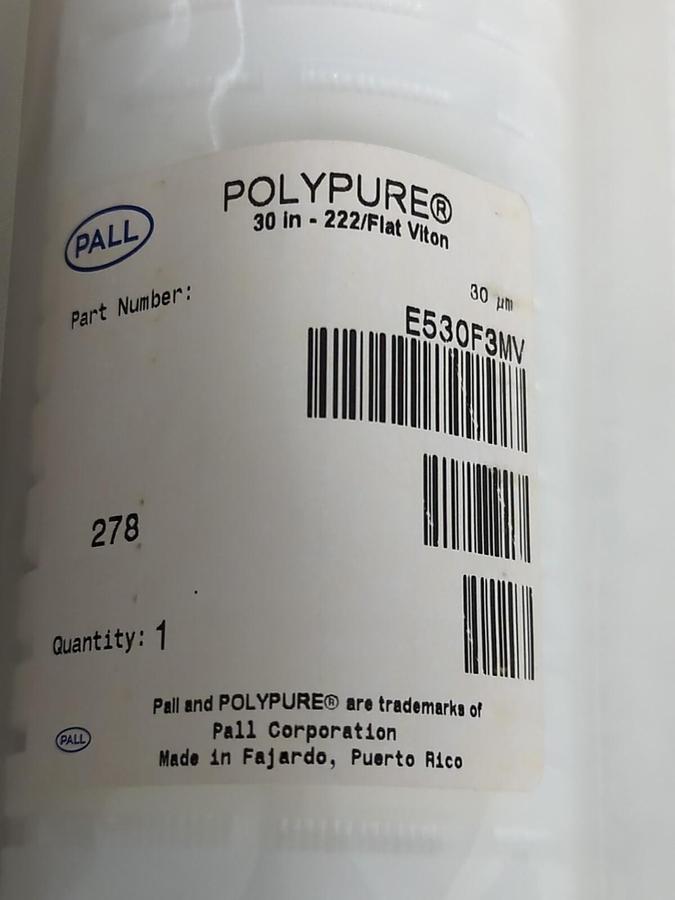 POLYPURE®
PALL
30 in - 222/Flat Viton
30 µm
Part Number:
E530F3MV
278
Quantity: 1
Pall and POLYPURE® are trademarks of
PALL
Pall Corporation
Made in Fajardo, Puerto Rico